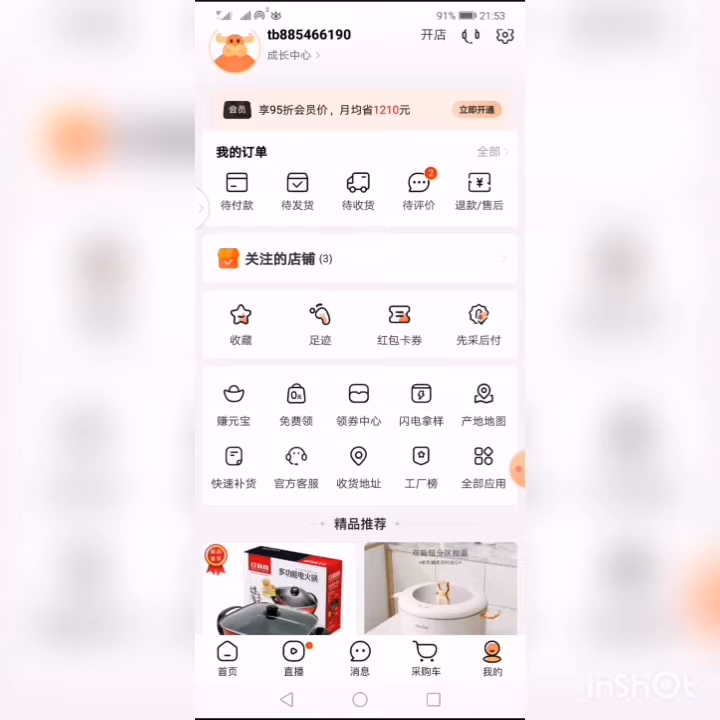 91% 21:53
tb885466190
开店
成长中心
会员 享95折会员价，月均省1210元 立即开通
我的订单 全部
2
待付款 待发货 待收货 待评价 退款/售后
关注的店铺 (3)
收藏 足迹 红包卡券 先采后付
赚元宝 免费领 领券中心 闪电拿样 产地地图
快速补货 官方客服 收货地址 工厂榜 全部应用
精品推荐
多功能电火锅
双胞胎分区控温
首页 直播 消息 采购车 我的
InShOt